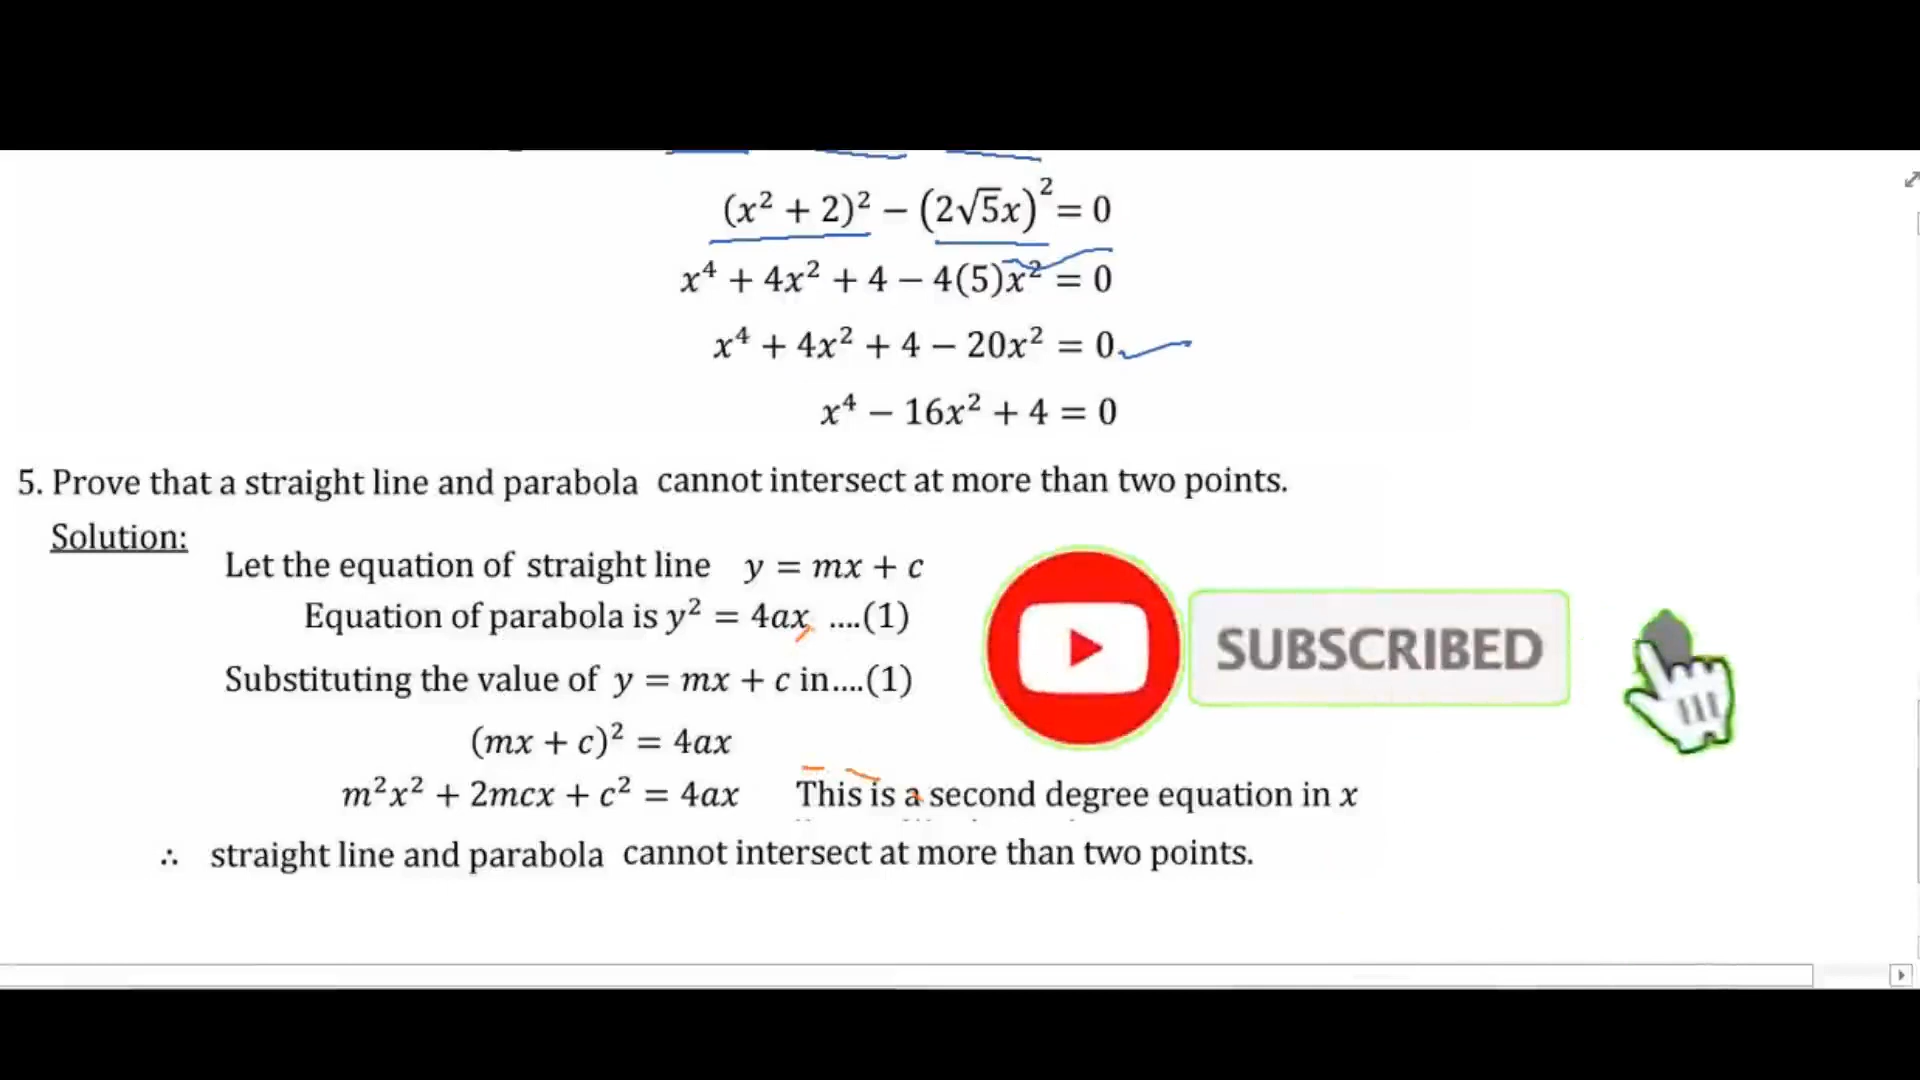 (x² + 2)² − (2√5x)² = 0
x⁴ + 4x² + 4 − 4(5)x² = 0
x⁴ + 4x² + 4 − 20x² = 0
x⁴ − 16x² + 4 = 0
5. Prove that a straight line and parabola cannot intersect at more than two points.
Solution:
Let the equation of straight line y = mx + c
Equation of parabola is y² = 4ax ....(1)
Substituting the value of y = mx + c in....(1)
(mx + c)² = 4ax
m²x² + 2mcx + c² = 4ax This is a second degree equation in x
∴ straight line and parabola cannot intersect at more than two points.
SUBSCRIBED